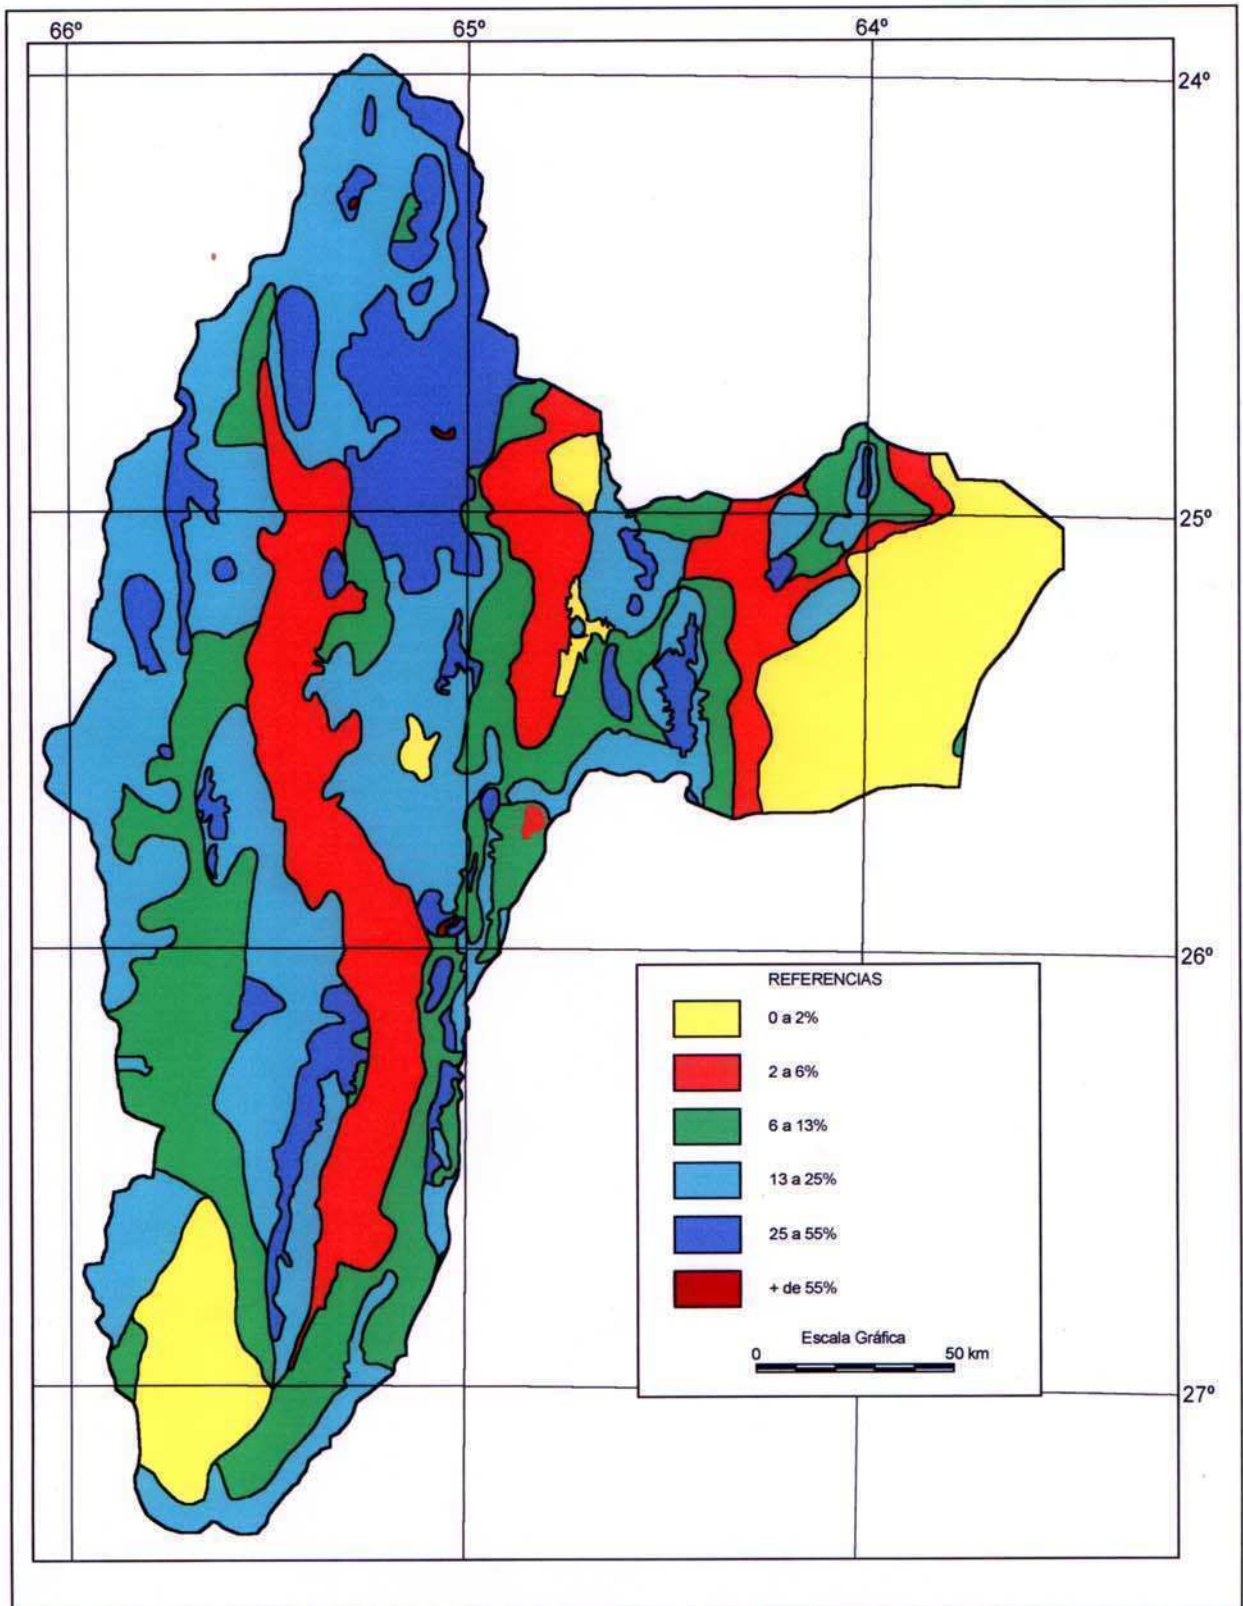 66º 65º 64º
24º
25º
26º
REFERENCIAS
0 a 2%
2 a 6%
6 a 13%
13 a 25%
25 a 55%
+ de 55%
Escala Gráfica
0 50 km
27º